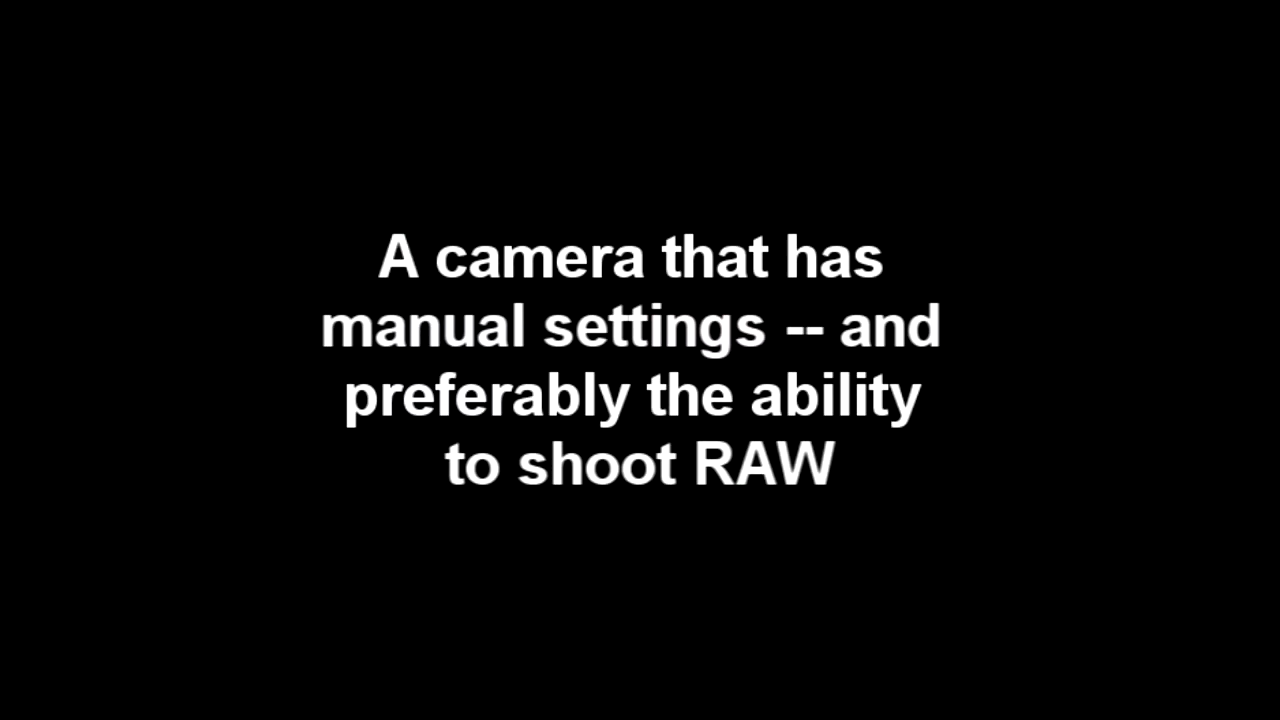 A camera that has
manual settings -- and
preferably the ability
to shoot RAW